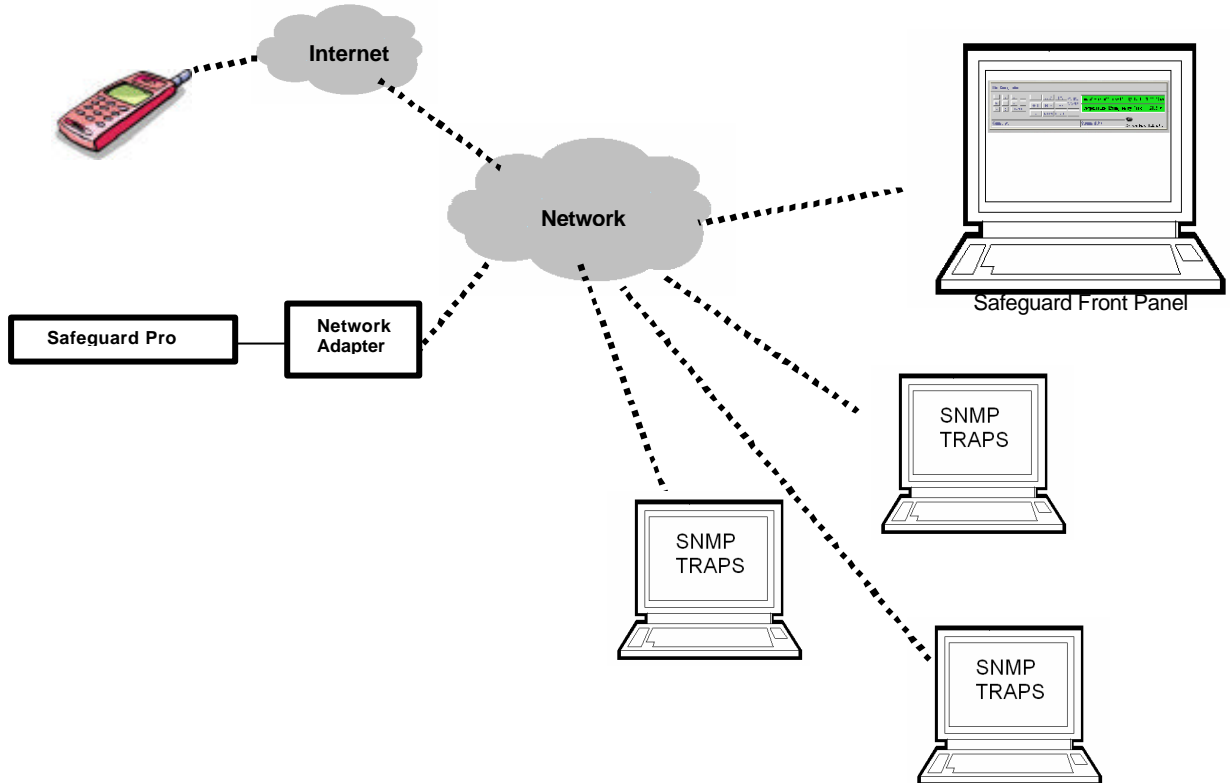 Internet
Network
Safeguard Front Panel
Safeguard Pro
Network
Adapter
SNMP
TRAPS
SNMP
TRAPS
SNMP
TRAPS